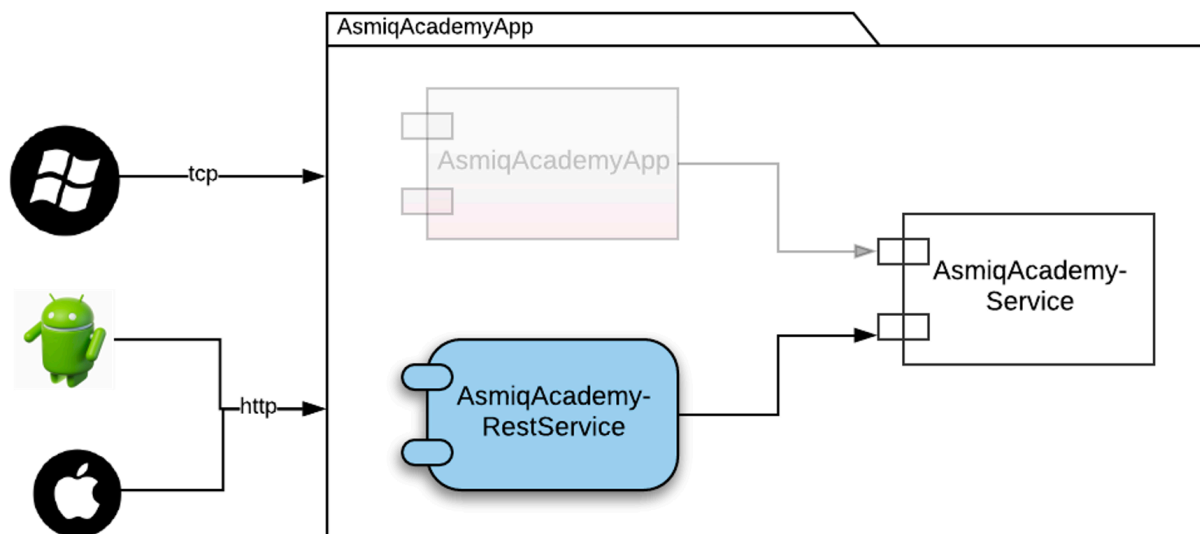 AsmiqAcademyApp
AsmiqAcademyApp
tcp
AsmiqAcademy-
Service
AsmiqAcademy-
RestService
http